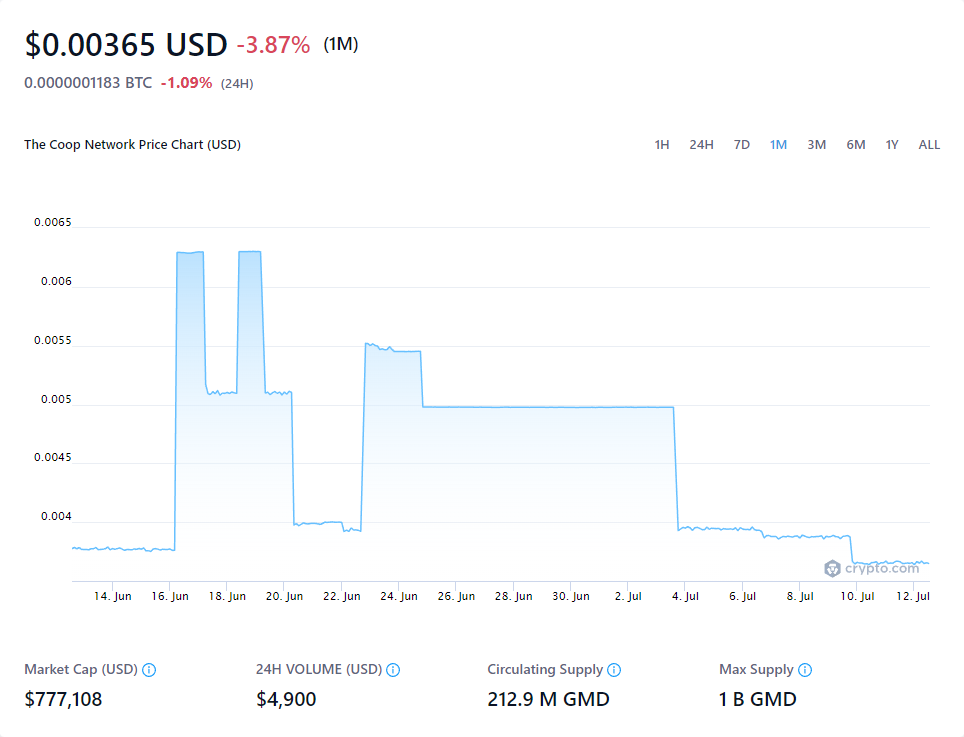 $0.00365 USD -3.87% (1M)
0.0000001183 BTC -1.09% (24H)
The Coop Network Price Chart (USD) 1H 24H 7D 1M 3M 6M 1Y ALL
0.0065
0.006
0.0055
0.005
0.0045
0.004
crypto.com
14. Jun 16. Jun 18. Jun 20. Jun 22. Jun 24. Jun 26. Jun 28. Jun 30. Jun 2. Jul 4. Jul 6. Jul 8. Jul 10. Jul 12. Jul
Market Cap (USD) 24H VOLUME (USD) Circulating Supply Max Supply
$777,108 $4,900 212.9 M GMD 1 B GMD